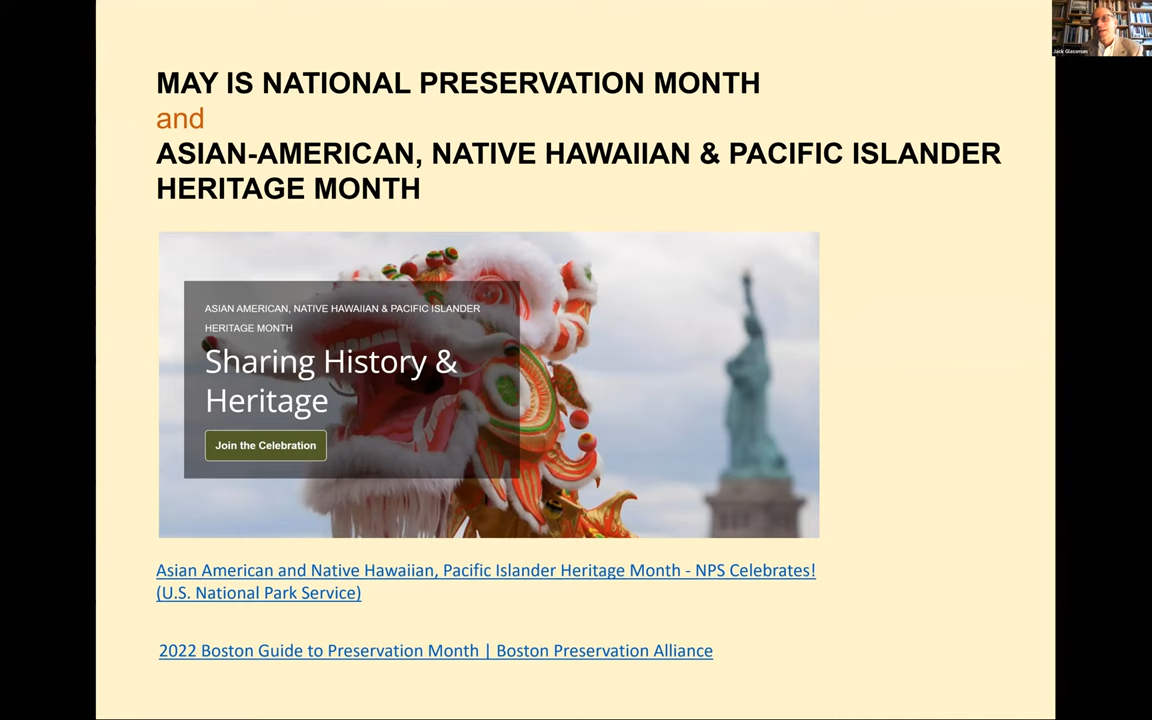 MAY IS NATIONAL PRESERVATION MONTH
and
ASIAN-AMERICAN, NATIVE HAWAIIAN & PACIFIC ISLANDER
HERITAGE MONTH
ASIAN AMERICAN, NATIVE HAWAIIAN & PACIFIC ISLANDER
HERITAGE MONTH
Sharing History &
Heritage
Join the Celebration
Asian American and Native Hawaiian, Pacific Islander Heritage Month - NPS Celebrates!
(U.S. National Park Service)
2022 Boston Guide to Preservation Month | Boston Preservation Alliance
Jack Glassman